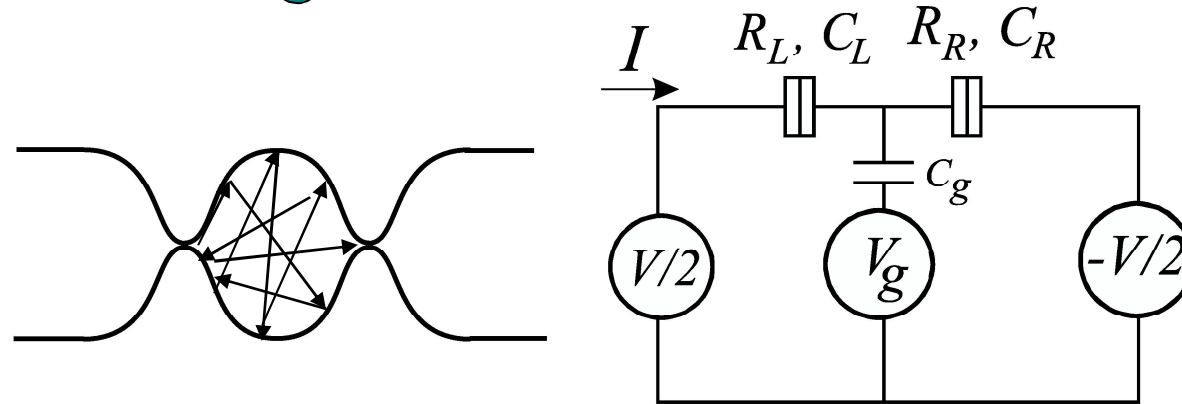 I
R_L, C_L
R_R, C_R
C_g
V/2
V_g
-V/2